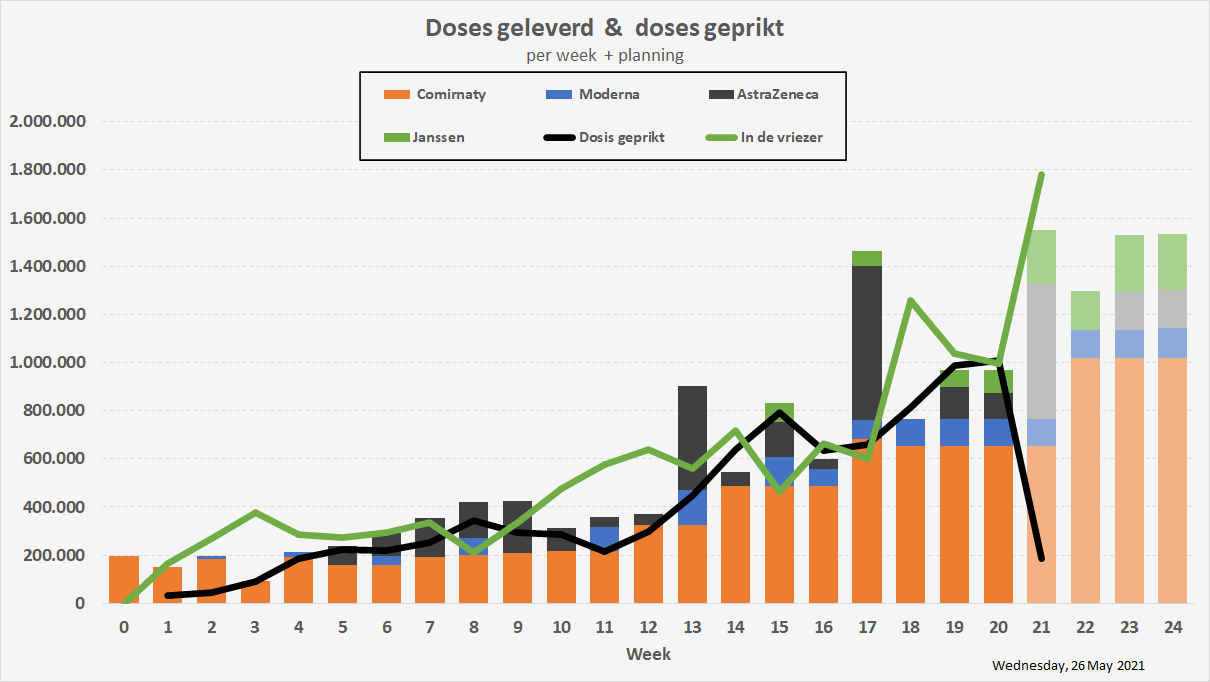 Doses geleverd & doses geprikt
per week + planning
Comirnaty Moderna AstraZeneca
Janssen Dosis geprikt In de vriezer
2.000.000
1.800.000
1.600.000
1.400.000
1.200.000
1.000.000
800.000
600.000
400.000
200.000
0
0 1 2 3 4 5 6 7 8 9 10 11 12 13 14 15 16 17 18 19 20 21 22 23 24
Week
Wednesday, 26 May 2021